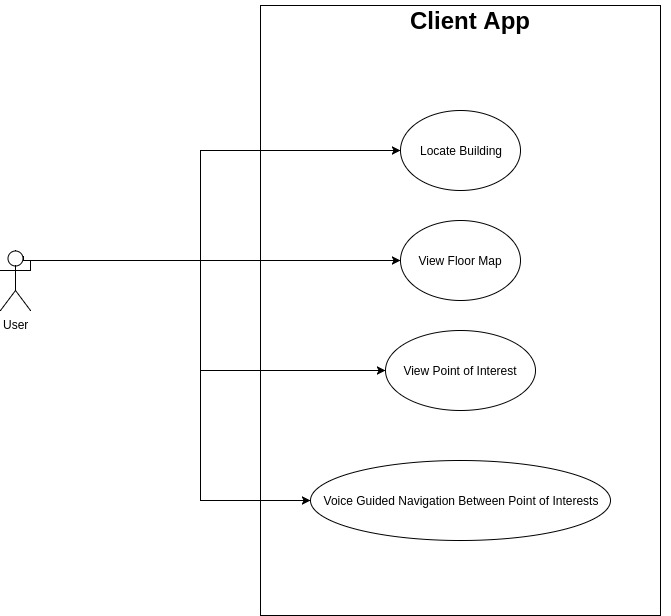 Client App
Locate Building
View Floor Map
User
View Point of Interest
Voice Guided Navigation Between Point of Interests